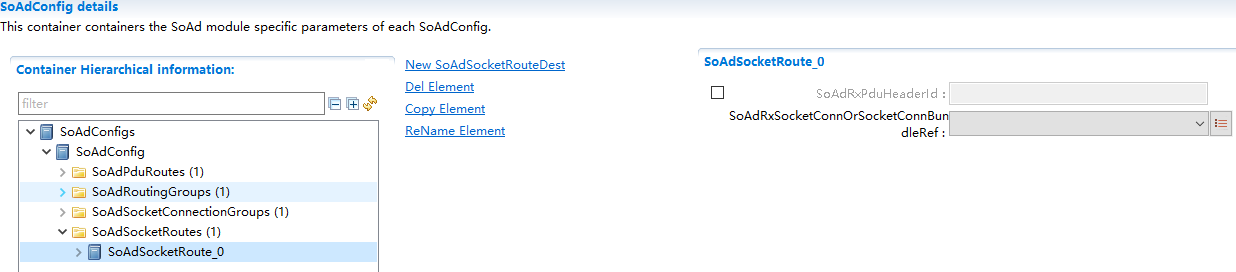 SoAdConfig details
This container containers the SoAd module specific parameters of each SoAdConfig.
Container Hierarchical information:
filter
SoAdConfigs
SoAdConfig
SoAdPduRoutes (1)
SoAdRoutingGroups (1)
SoAdSocketConnectionGroups (1)
SoAdSocketRoutes (1)
SoAdSocketRoute_0
New SoAdSocketRouteDest
Del Element
Copy Element
ReName Element
SoAdSocketRoute_0
SoAdRxPduHeaderId :
SoAdRxSocketConnOrSocketConnBun
dleRef :